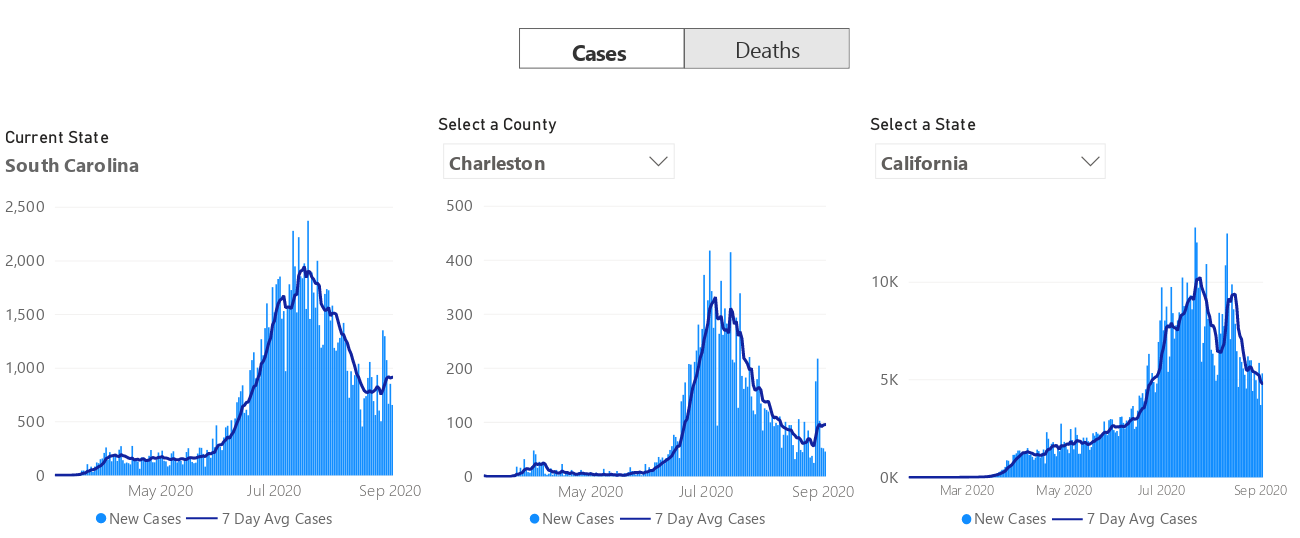 Cases Deaths
Current State
South Carolina
2,500
2,000
1,500
1,000
500
0
May 2020 Jul 2020 Sep 2020
New Cases 7 Day Avg Cases
Select a County
Charleston
500
400
300
200
100
0
May 2020 Jul 2020 Sep 2020
New Cases 7 Day Avg Cases
Select a State
California
10K
5K
0K
Mar 2020 May 2020 Jul 2020 Sep 2020
New Cases 7 Day Avg Cases